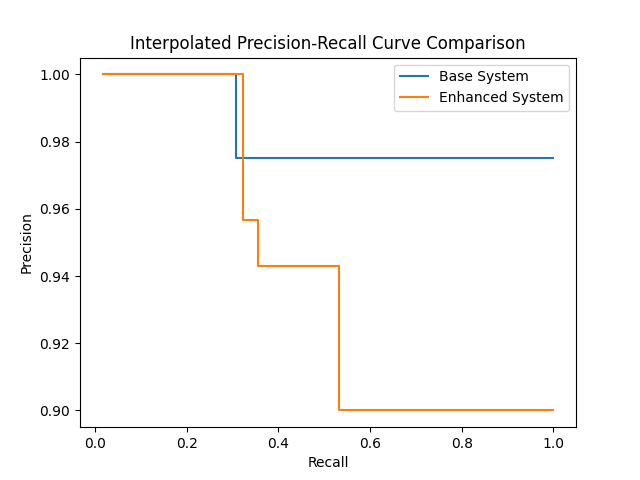 Interpolated Precision-Recall Curve Comparison
Base System
Enhanced System
1.00
0.98
0.96
0.94
0.92
0.90
Precision
0.0 0.2 0.4 0.6 0.8 1.0
Recall